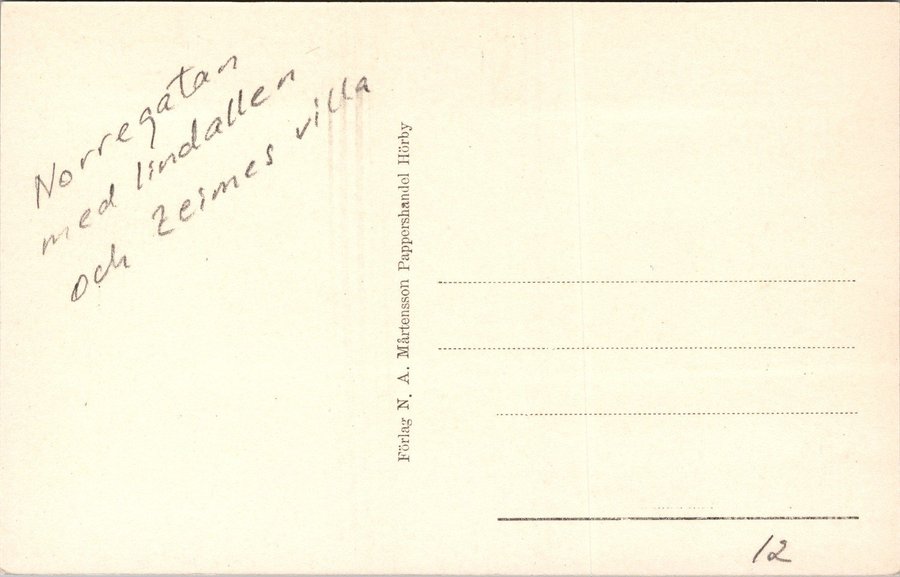 Norregatan
med lindallen
och Zeimes villa
Förlag N. A. Mårtensson Pappershandel Hörby
12